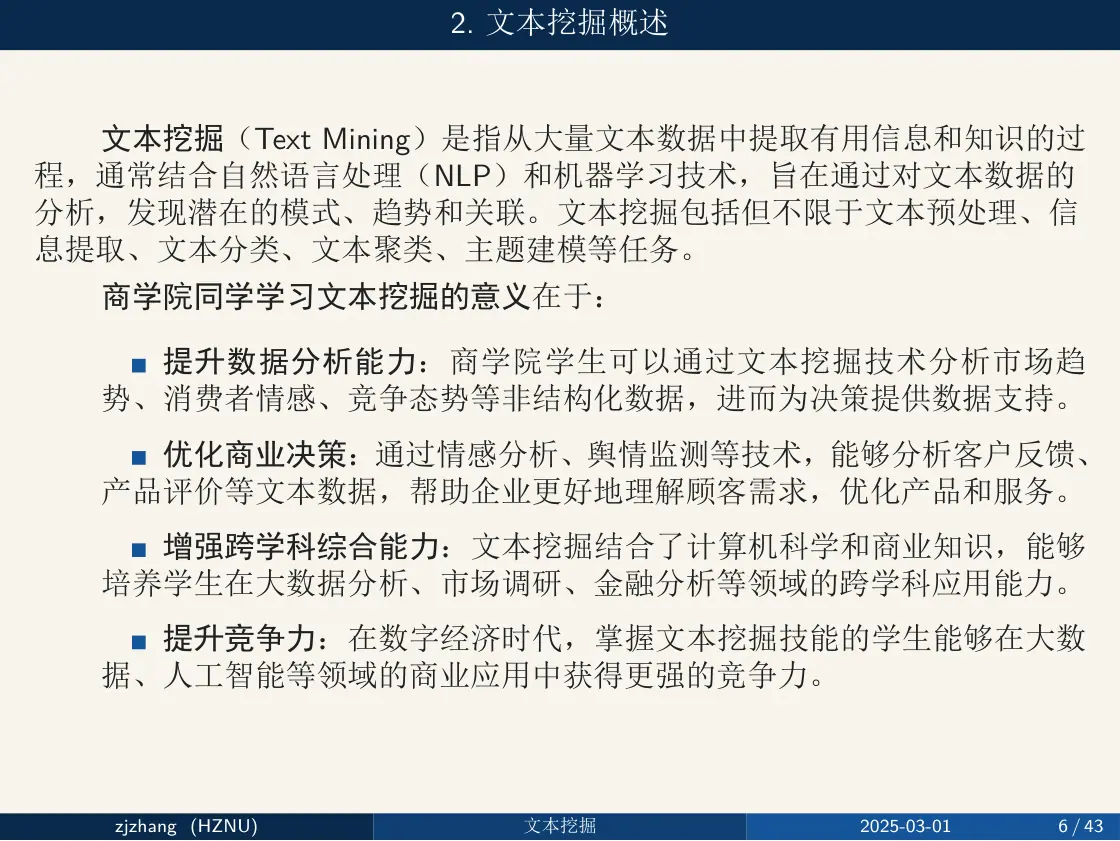 2. 文本挖掘概述
文本挖掘（Text Mining）是指从大量文本数据中提取有用信息和知识的过
程，通常结合自然语言处理（NLP）和机器学习技术，旨在通过对文本数据的
分析，发现潜在的模式、趋势和关联。文本挖掘包括但不限于文本预处理、信
息提取、文本分类、文本聚类、主题建模等任务。
商学院同学学习文本挖掘的意义在于：
提升数据分析能力：商学院学生可以通过文本挖掘技术分析市场趋
势、消费者情感、竞争态势等非结构化数据，进而为决策提供数据支持。
优化商业决策：通过情感分析、舆情监测等技术，能够分析客户反馈、
产品评价等文本数据，帮助企业更好地理解顾客需求，优化产品和服务。
增强跨学科综合能力：文本挖掘结合了计算机科学和商业知识，能够
培养学生在大数据分析、市场调研、金融分析等领域的跨学科应用能力。
提升竞争力：在数字经济时代，掌握文本挖掘技能的学生能够在大数
据、人工智能等领域的商业应用中获得更强的竞争力。
zjzhang (HZNU) 文本挖掘 2025-03-01 6 / 43